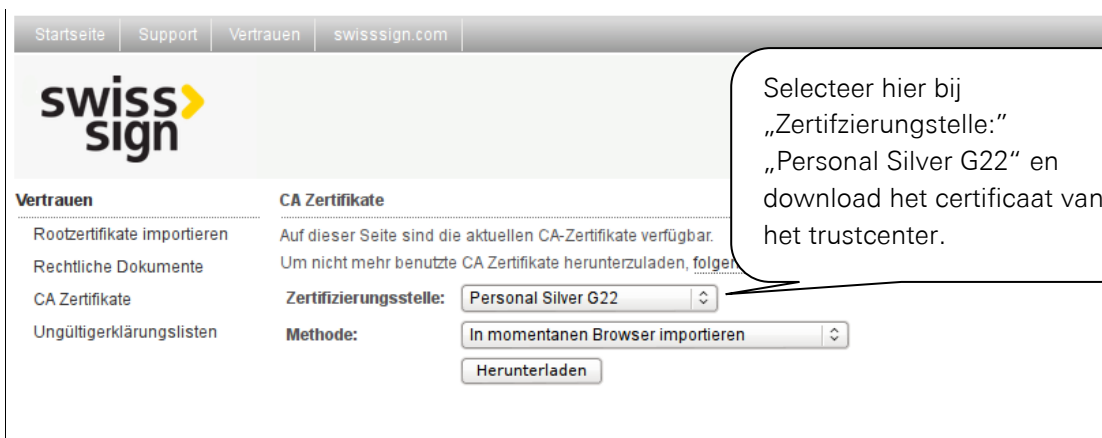 Startseite Support Vertrauen swisssign.com
swiss
sign
Selecteer hier bij
„Zertifzierungstelle:”
„Personal Silver G22“ en
download het certificaat van
het trustcenter.
Vertrauen
Rootzertifikate importieren
Rechtliche Dokumente
CA Zertifikate
Ungültigerklärungslisten
CA Zertifikate
Auf dieser Seite sind die aktuellen CA-Zertifikate verfügbar.
Um nicht mehr benutzte CA Zertifikate herunterzuladen,
Zertifizierungsstelle: Personal Silver G22
Methode: In momentanen Browser importieren
Herunterladen